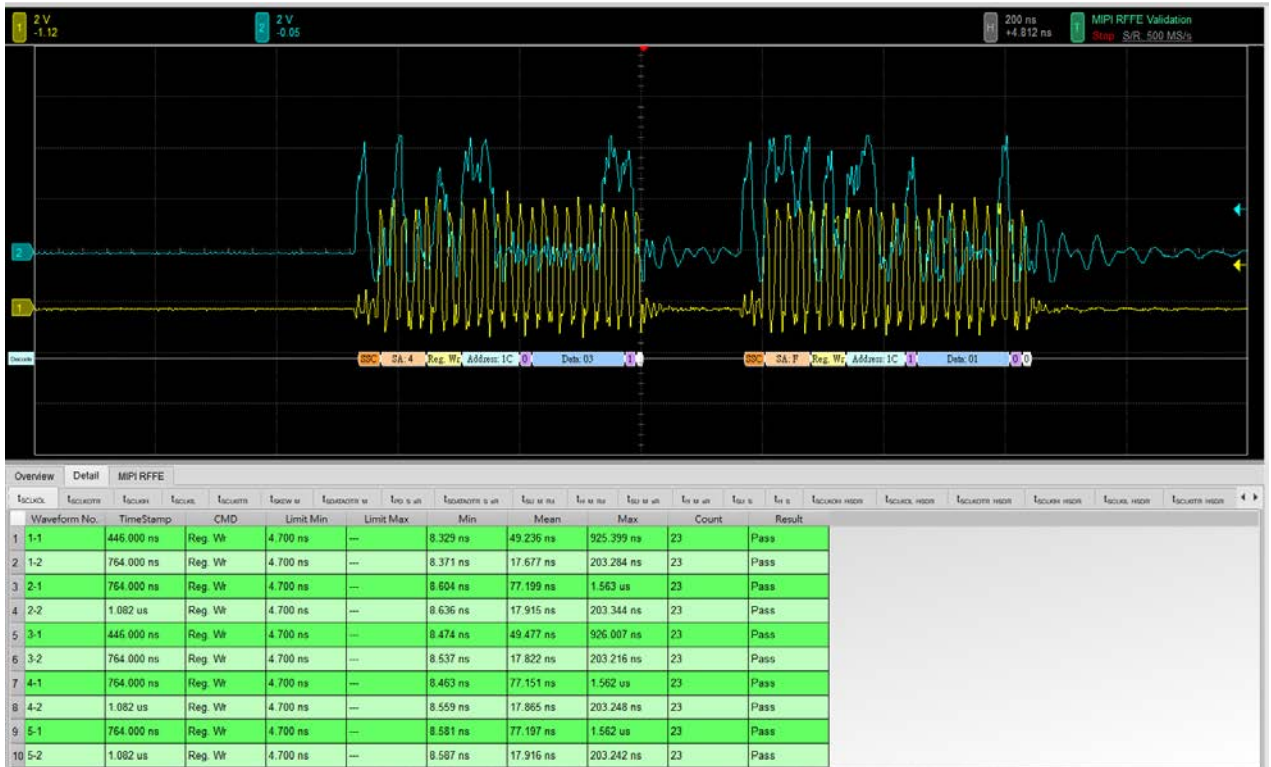 1 2 V 2 2 V H 200 ns T MIPI RFFE Validation
-1.12 -0.05 +4.812 ns Stop S/R: 500 MS/s
2
1
SSC SA: 4 Reg. Wr Address: 1C 0 Data: 03 1 SSC SA: F Reg. Wr Address: 1C 1 Data: 01 0 0
Overview Detail MIPI RFFE
tSCLKOL tSCLKOTR tSCLKIH tSCLKIL tSCLKITR tSKEW M tSDATAOTR M
Waveform No. TimeStamp CMD Limit Min Limit Max Min Mean Max Count Result
1 1-1 446.000 ns Reg. Wr 4.700 ns --- 8.329 ns 49.236 ns 925.399 ns 23 Pass
2 1-2 764.000 ns Reg. Wr 4.700 ns --- 8.371 ns 17.677 ns 203.284 ns 23 Pass
3 2-1 764.000 ns Reg. Wr 4.700 ns --- 8.604 ns 77.199 ns 1.563 us 23 Pass
4 2-2 1.082 us Reg. Wr 4.700 ns --- 8.636 ns 17.915 ns 203.344 ns 23 Pass
5 3-1 446.000 ns Reg. Wr 4.700 ns --- 8.474 ns 49.477 ns 926.007 ns 23 Pass
6 3-2 764.000 ns Reg. Wr 4.700 ns --- 8.537 ns 17.822 ns 203.216 ns 23 Pass
7 4-1 764.000 ns Reg. Wr 4.700 ns --- 8.463 ns 77.151 ns 1.562 us 23 Pass
8 4-2 1.082 us Reg. Wr 4.700 ns --- 8.559 ns 17.865 ns 203.248 ns 23 Pass
9 5-1 764.000 ns Reg. Wr 4.700 ns --- 8.581 ns 77.197 ns 1.562 us 23 Pass
10 5-2 1.082 us Reg. Wr 4.700 ns --- 8.587 ns 17.916 ns 203.242 ns 23 Pass